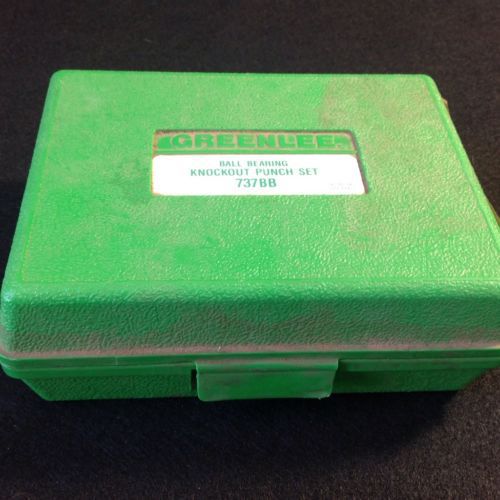 GREENLEE
BALL BEARING
KNOCKOUT PUNCH SET
737BB